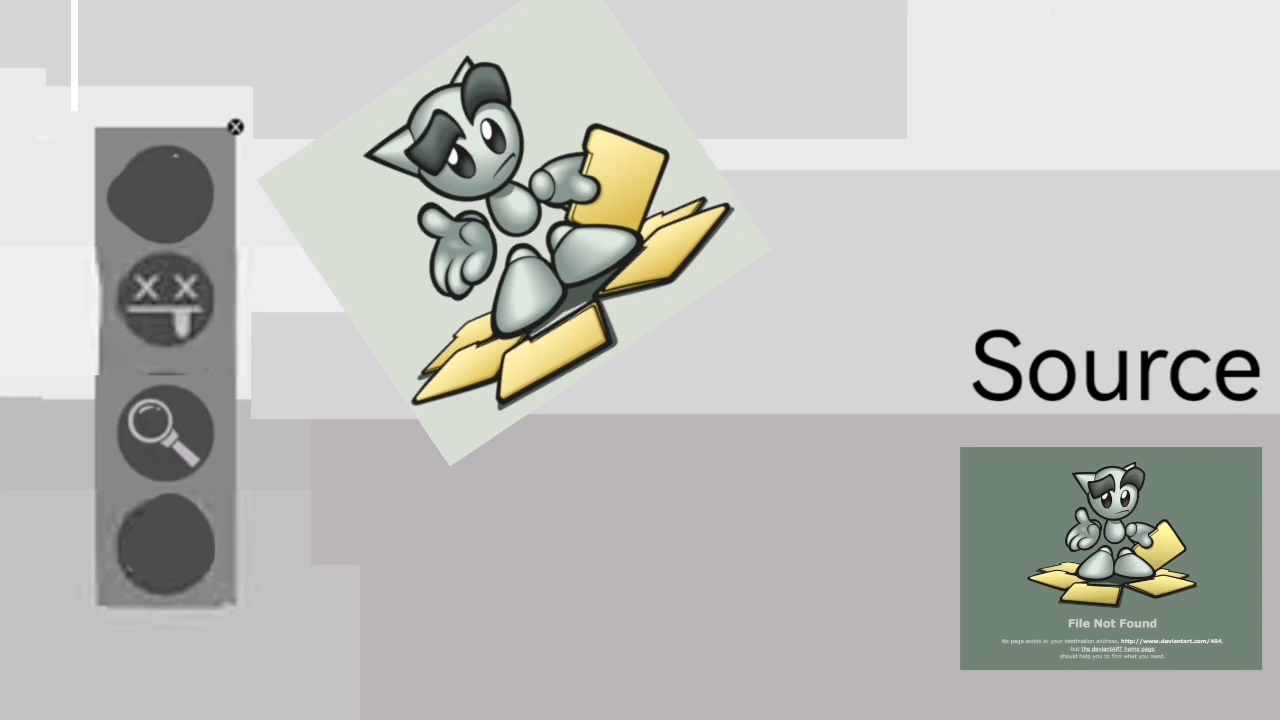 Source
File Not Found
No page exists at your destination address, http://www.deviantart.com/404,
but the deviantART home page
should help you to find what you need.